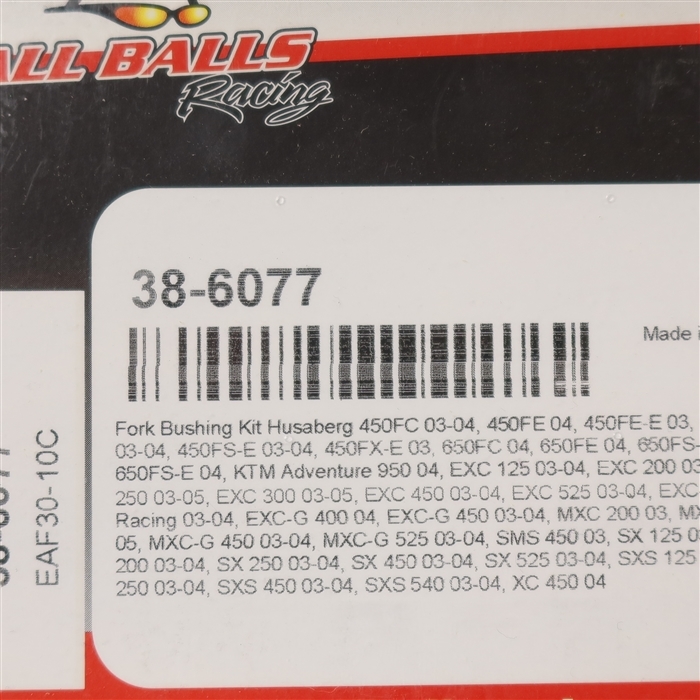 ALL BALLS
Racing
38-6077
Made
Fork Bushing Kit Husaberg 450FC 03-04, 450FE 04, 450FE-E 03,
03-04, 450FS-E 03-04, 450FX-E 03, 650FC 04, 650FE 04, 650FS-
650FS-E 04, KTM Adventure 950 04, EXC 125 03-04, EXC 200 03
250 03-05, EXC 300 03-05, EXC 450 03-04, EXC 525 03-04, EXC
Racing 03-04, EXC-G 400 04, EXC-G 450 03-04, MXC 200 03,
05, MXC-G 450 03-04, MXC-G 525 03-04, SMS 450 03, SX 125
200 03-04, SX 250 03-04, SX 450 03-04, SX 525 03-04, SXS 125
250 03-04, SXS 450 03-04, SXS 540 03-04, XC 450 04
EAF30-10C